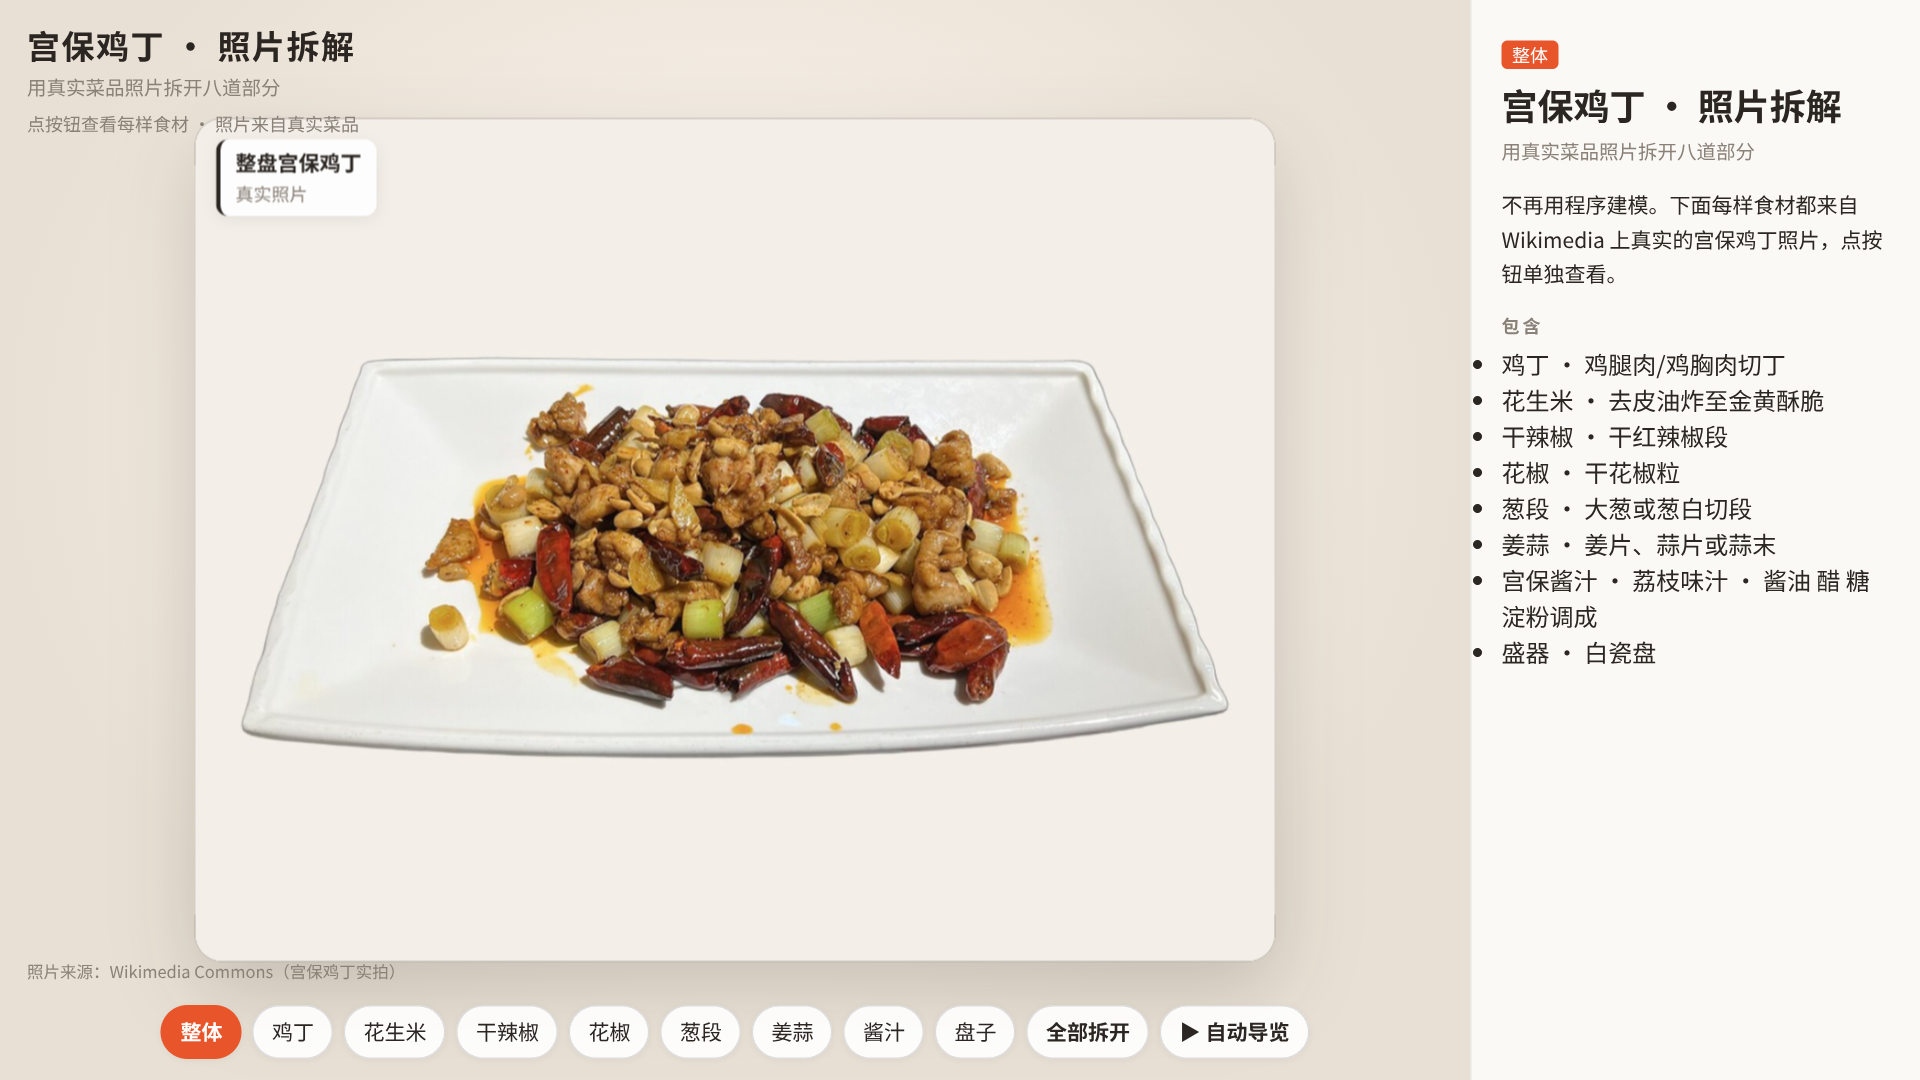 宫保鸡丁 · 照片拆解
用真实菜品照片拆开八道部分
点按钮查看每样食材 · 照片来自真实菜品
整盘宫保鸡丁
真实照片
照片来源：Wikimedia Commons（宫保鸡丁实拍）
整体 鸡丁 花生米 干辣椒 花椒 葱段 姜蒜 酱汁 盘子 全部拆开 ▶ 自动导览
整体
宫保鸡丁 · 照片拆解
用真实菜品照片拆开八道部分
不再用程序建模。下面每样食材都来自
Wikimedia 上真实的宫保鸡丁照片，点按
钮单独查看。
包含
• 鸡丁 · 鸡腿肉/鸡胸肉切丁
• 花生米 · 去皮油炸至金黄酥脆
• 干辣椒 · 干红辣椒段
• 花椒 · 干花椒粒
• 葱段 · 大葱或葱白切段
• 姜蒜 · 姜片、蒜片或蒜末
• 宫保酱汁 · 荔枝味汁 · 酱油 醋 糖
淀粉调成
• 盛器 · 白瓷盘